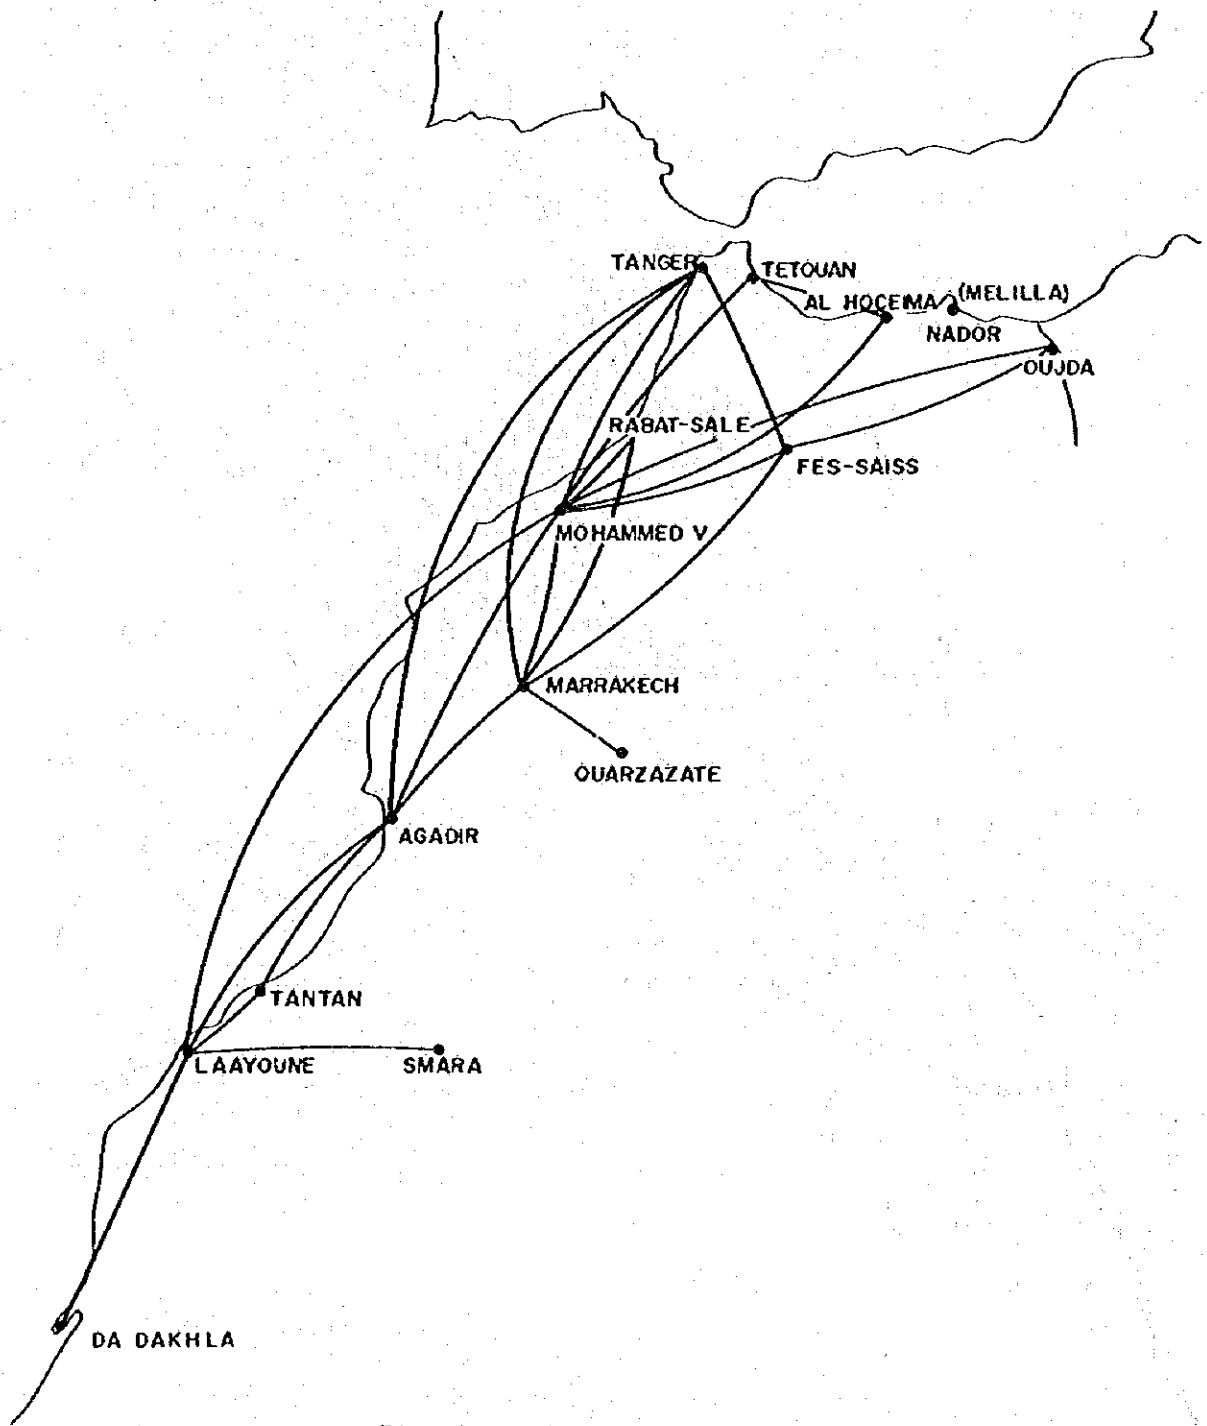 TANGER
TETOUAN
AL HOCEIMA
(MELILLA)
NADOR
OUJDA
RABAT-SALE
FES-SAISS
MOHAMMED V
MARRAKECH
OUARZAZATE
AGADIR
TANTAN
LAAYOUNE
SMARA
DA DAKHLA